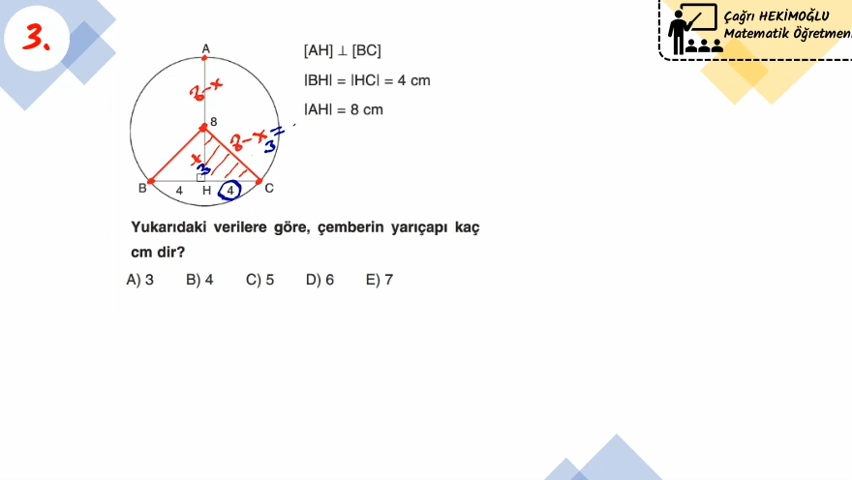 3.
Çağrı HEKİMOĞLU
Matematik Öğretmen
A
[AH] ⊥ [BC]
|BH| = |HC| = 4 cm
|AH| = 8 cm
8-x
8
8-x =
3
x
3
B
4
H
4
C
Yukarıdaki verilere göre, çemberin yarıçapı kaç
cm dir?
A) 3 B) 4 C) 5 D) 6 E) 7